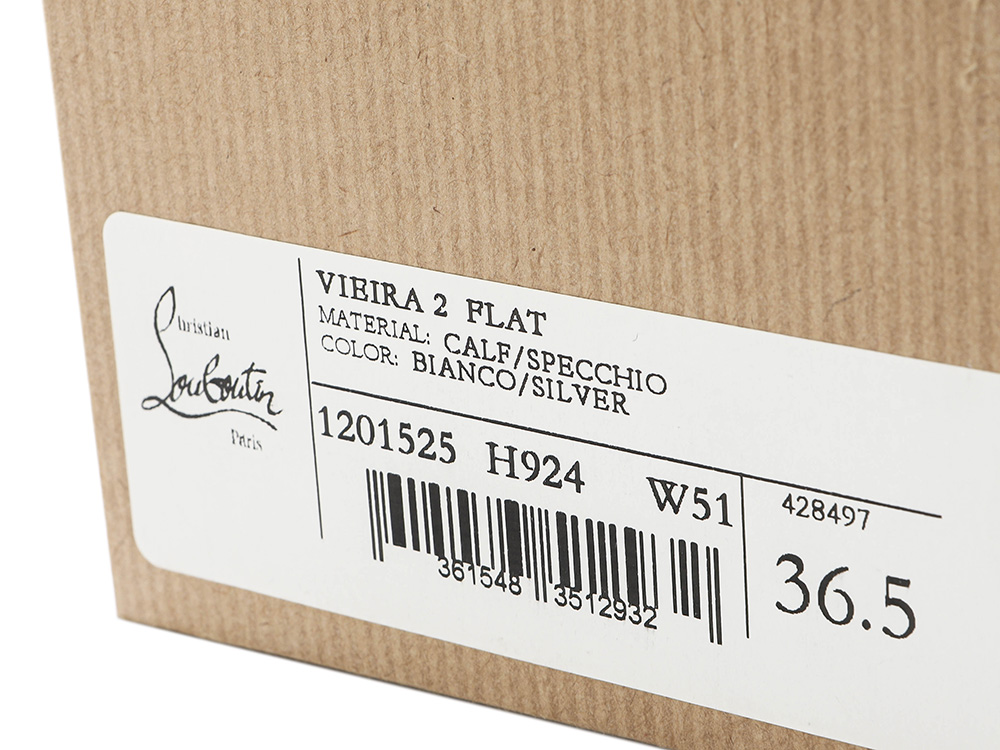 Christian
Louboutin
Paris
VIEIRA 2 FLAT
MATERIAL: CALF/SPECCHIO
COLOR: BIANCO/SILVER
1201525 H924 W51
361548 3512932
428497
36.5